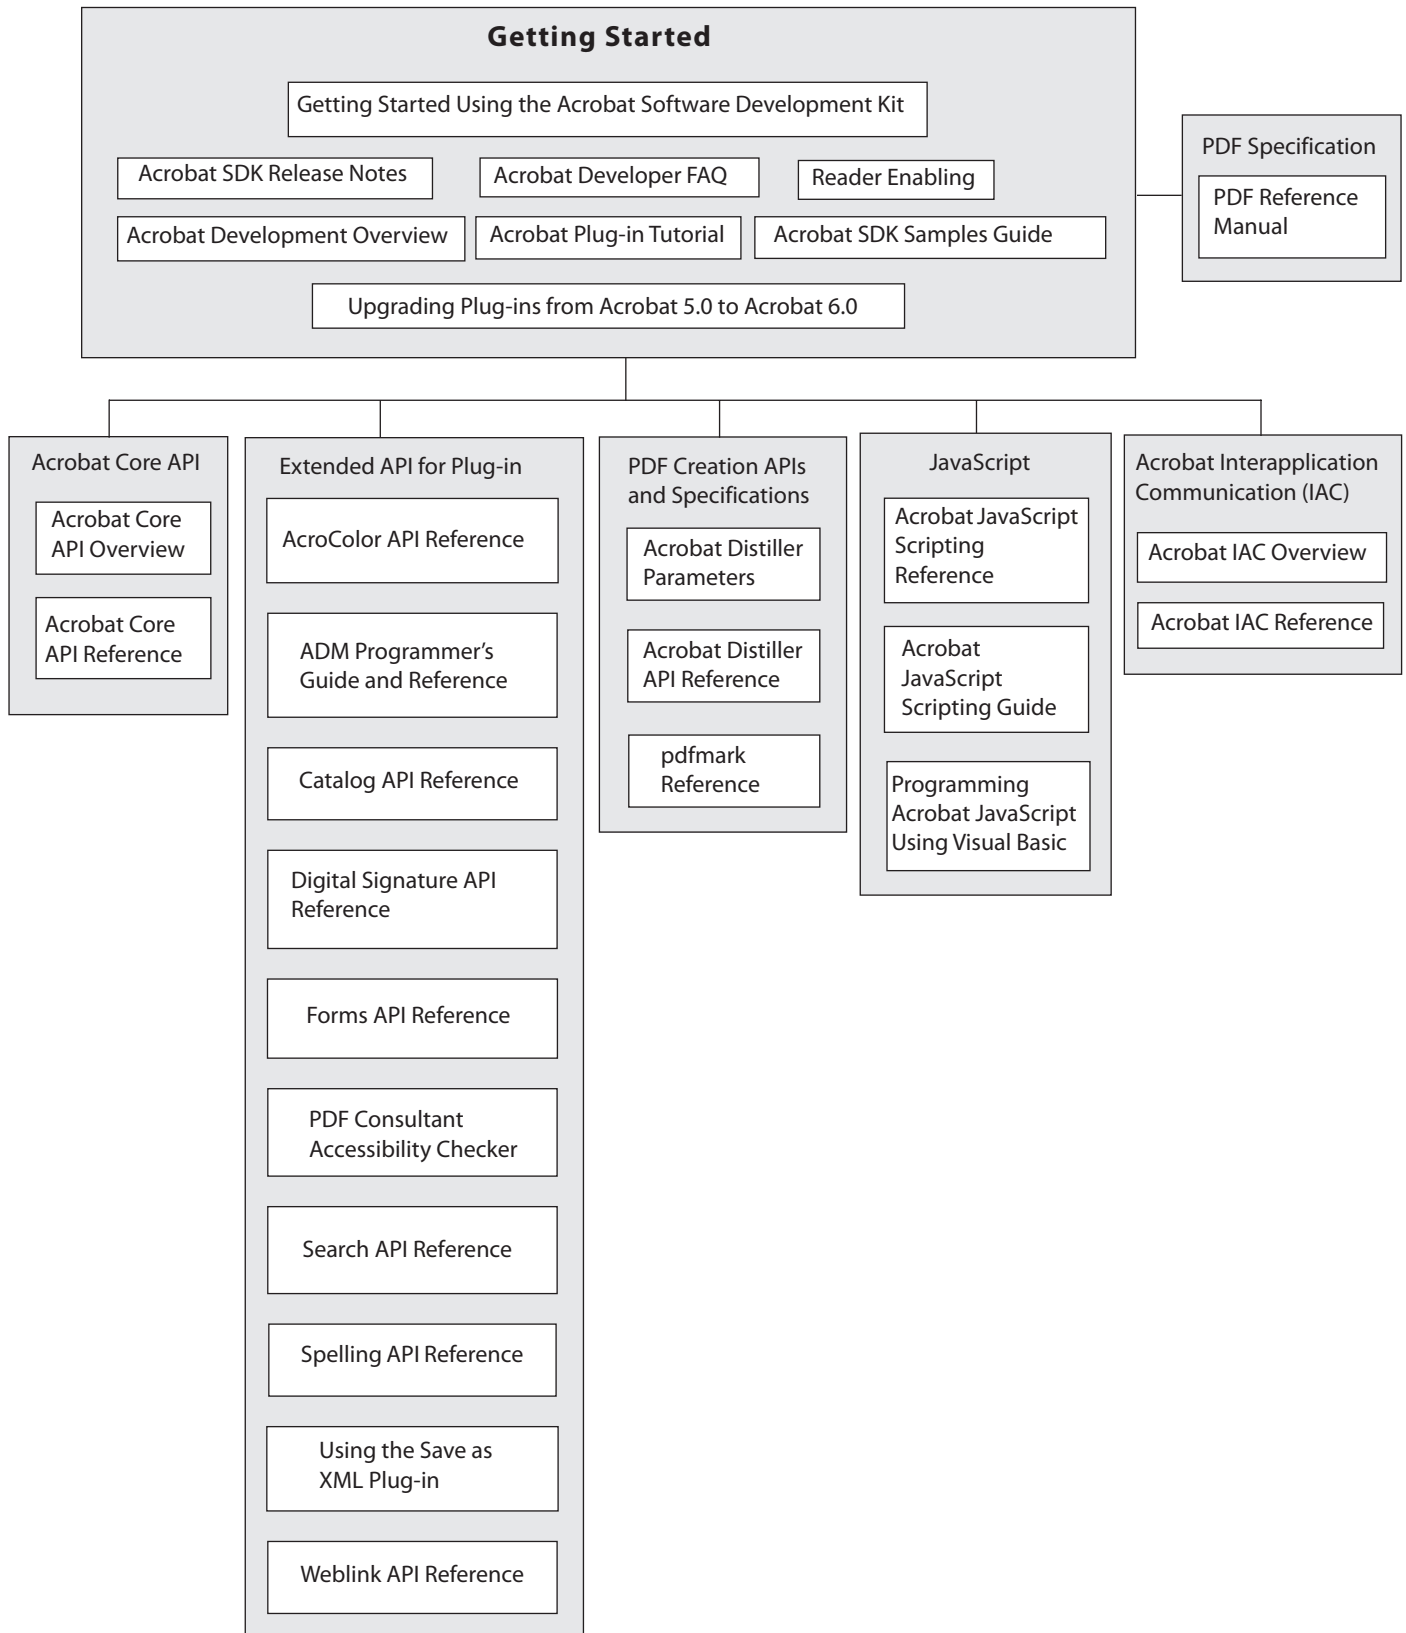 Getting Started
Getting Started Using the Acrobat Software Development Kit
Acrobat SDK Release Notes
Acrobat Developer FAQ
Reader Enabling
Acrobat Development Overview
Acrobat Plug-in Tutorial
Acrobat SDK Samples Guide
Upgrading Plug-ins from Acrobat 5.0 to Acrobat 6.0
PDF Specification
PDF Reference
Manual
Acrobat Core API
Acrobat Core
API Overview
Acrobat Core
API Reference
Extended API for Plug-in
AcroColor API Reference
ADM Programmer’s
Guide and Reference
Catalog API Reference
Digital Signature API
Reference
Forms API Reference
PDF Consultant
Accessibility Checker
Search API Reference
Spelling API Reference
Using the Save as
XML Plug-in
Weblink API Reference
PDF Creation APIs
and Specifications
Acrobat Distiller
Parameters
Acrobat Distiller
API Reference
pdfmark
Reference
JavaScript
Acrobat JavaScript
Scripting
Reference
Acrobat
JavaScript
Scripting Guide
Programming
Acrobat JavaScript
Using Visual Basic
Acrobat Interapplication
Communication (IAC)
Acrobat IAC Overview
Acrobat IAC Reference